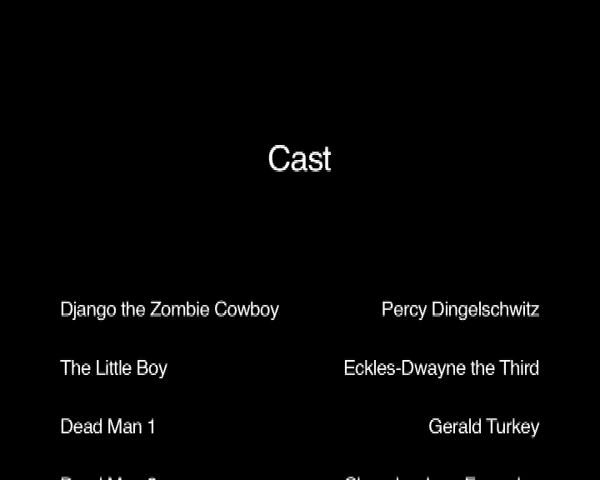 Cast
Django the Zombie Cowboy Percy Dingelschwitz
The Little Boy Eckles-Dwayne the Third
Dead Man 1 Gerald Turkey